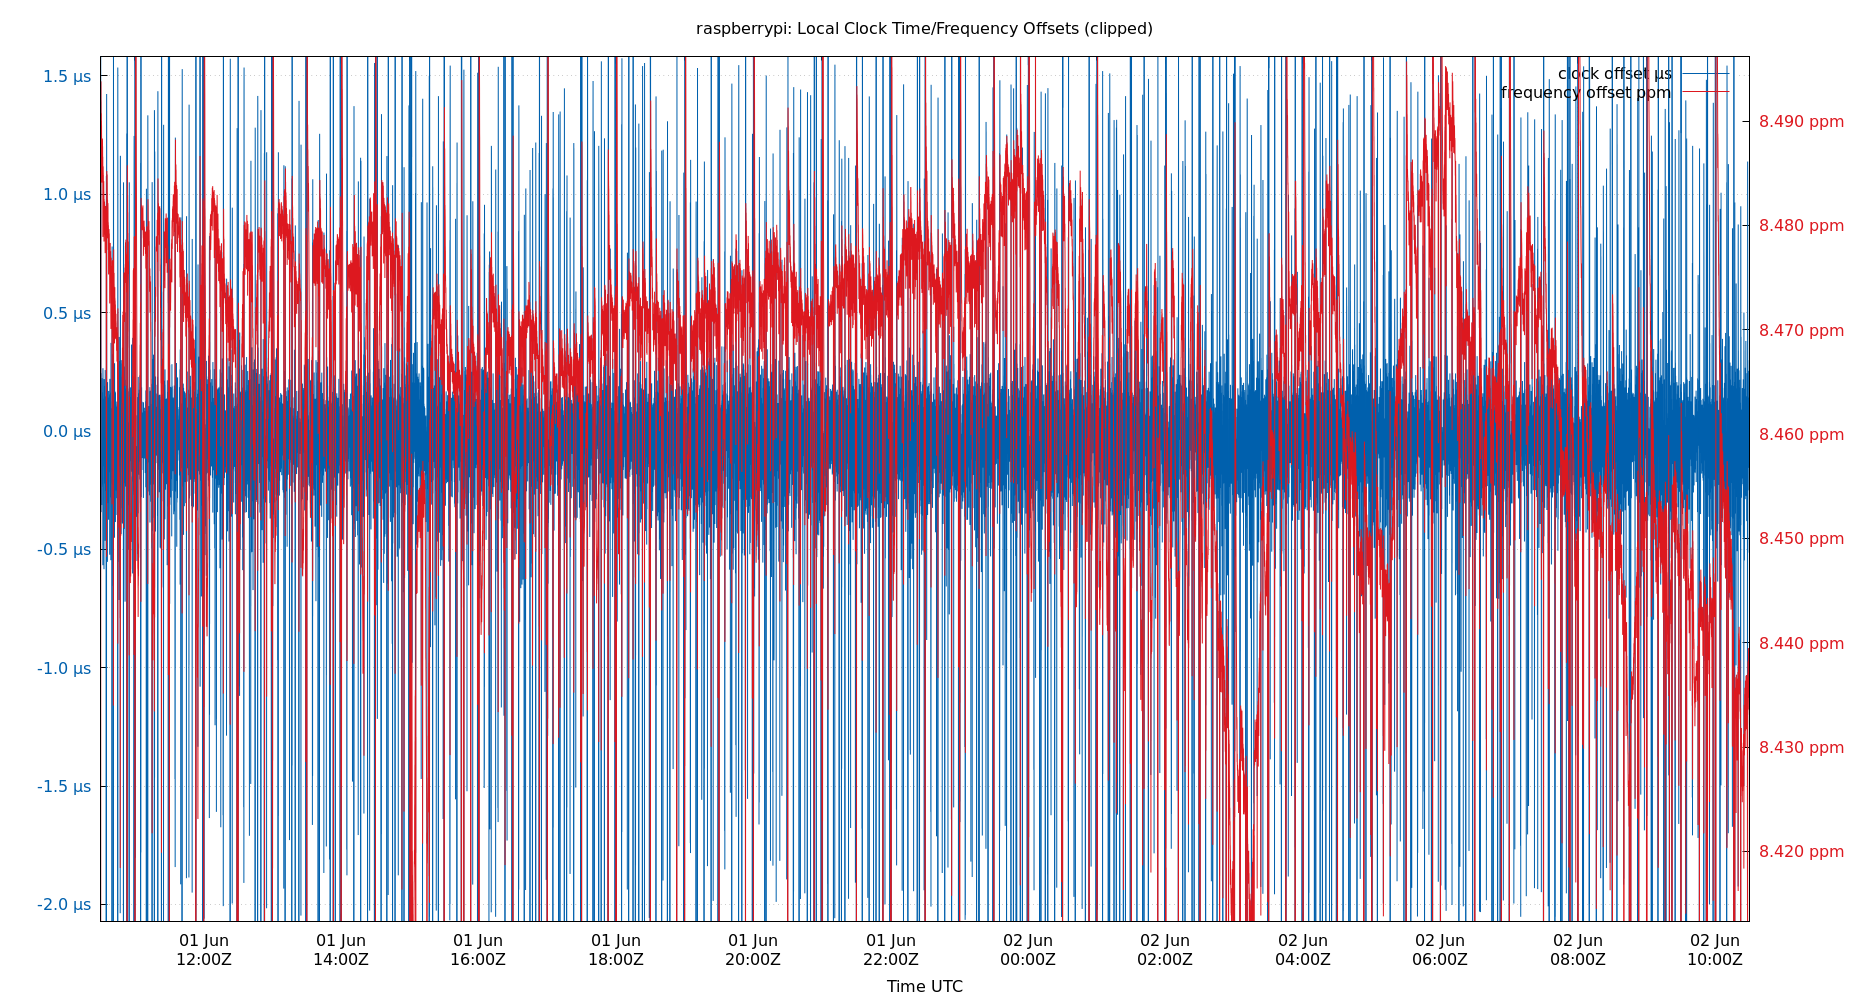 raspberrypi: Local Clock Time/Frequency Offsets (clipped)
clock offset µs
frequency offset ppm
1.5 µs
1.0 µs
0.5 µs
0.0 µs
-0.5 µs
-1.0 µs
-1.5 µs
-2.0 µs
8.490 ppm
8.480 ppm
8.470 ppm
8.460 ppm
8.450 ppm
8.440 ppm
8.430 ppm
8.420 ppm
01 Jun 01 Jun 01 Jun 01 Jun 01 Jun 01 Jun 02 Jun 02 Jun 02 Jun 02 Jun 02 Jun 02 Jun
12:00Z 14:00Z 16:00Z 18:00Z 20:00Z 22:00Z 00:00Z 02:00Z 04:00Z 06:00Z 08:00Z 10:00Z
Time UTC